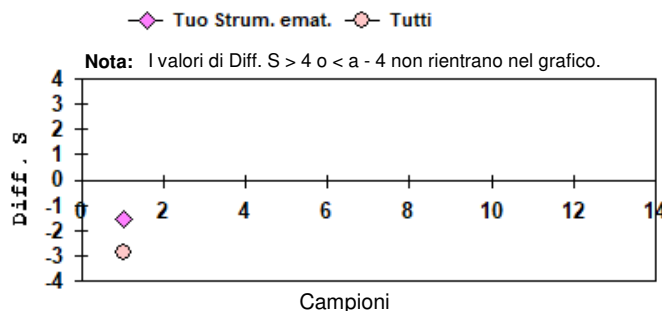 Tuo Strum. emat. Tutti
Nota: I valori di Diff. S > 4 o < a - 4 non rientrano nel grafico.
4
3
2
1
0
-1
-2
-3
-4
Diff. S
0 2 4 6 8 10 12 14
Campioni